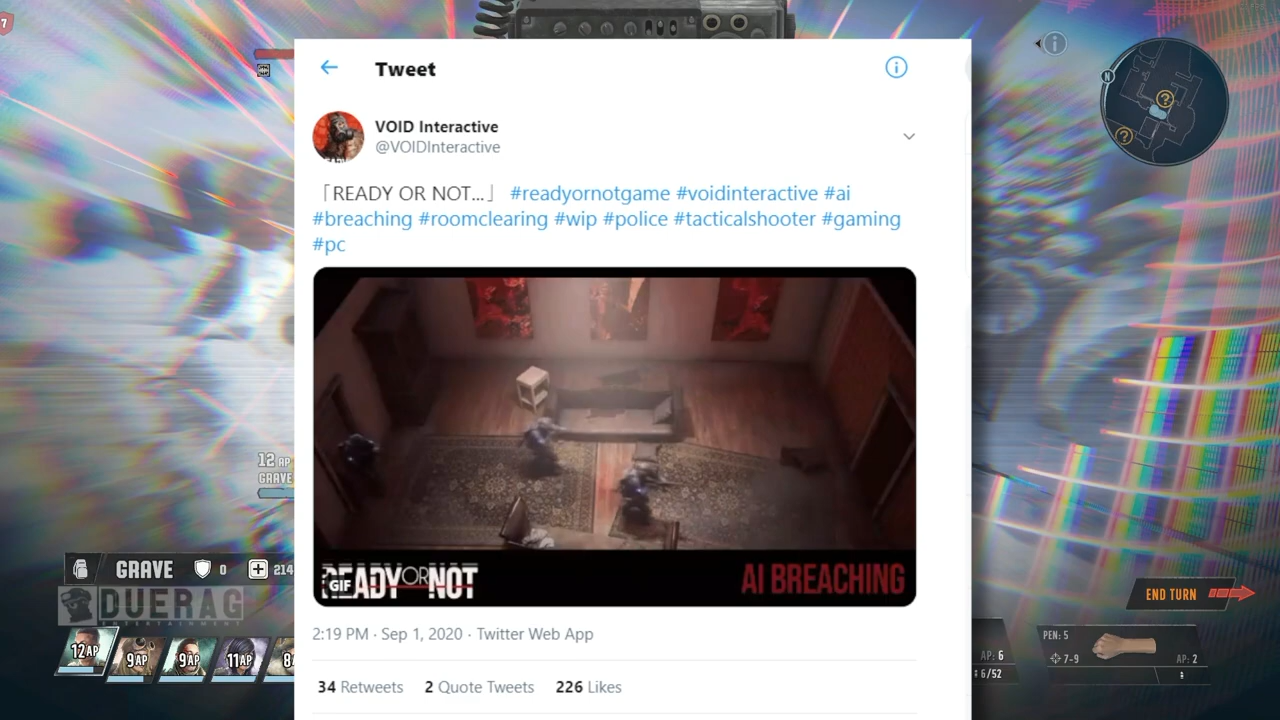 7
Tweet
VOID Interactive
@VOIDInteractive
「READY OR NOT...」 #readyornotgame #voidinteractive #ai
#breaching #roomclearing #wip #police #tacticalshooter #gaming
#pc
N
?
?
READY OR NOT
GIF
AI BREACHING
2:19 PM · Sep 1, 2020 · Twitter Web App
34 Retweets 2 Quote Tweets 226 Likes
12 AP
GRAVE
GRAVE 0 214
DUERAG
ENTERTAINMENT
12AP 9AP 9AP 11AP 8
END TURN
PEN: 5
7-9 AP: 2
AP: 6
6/52